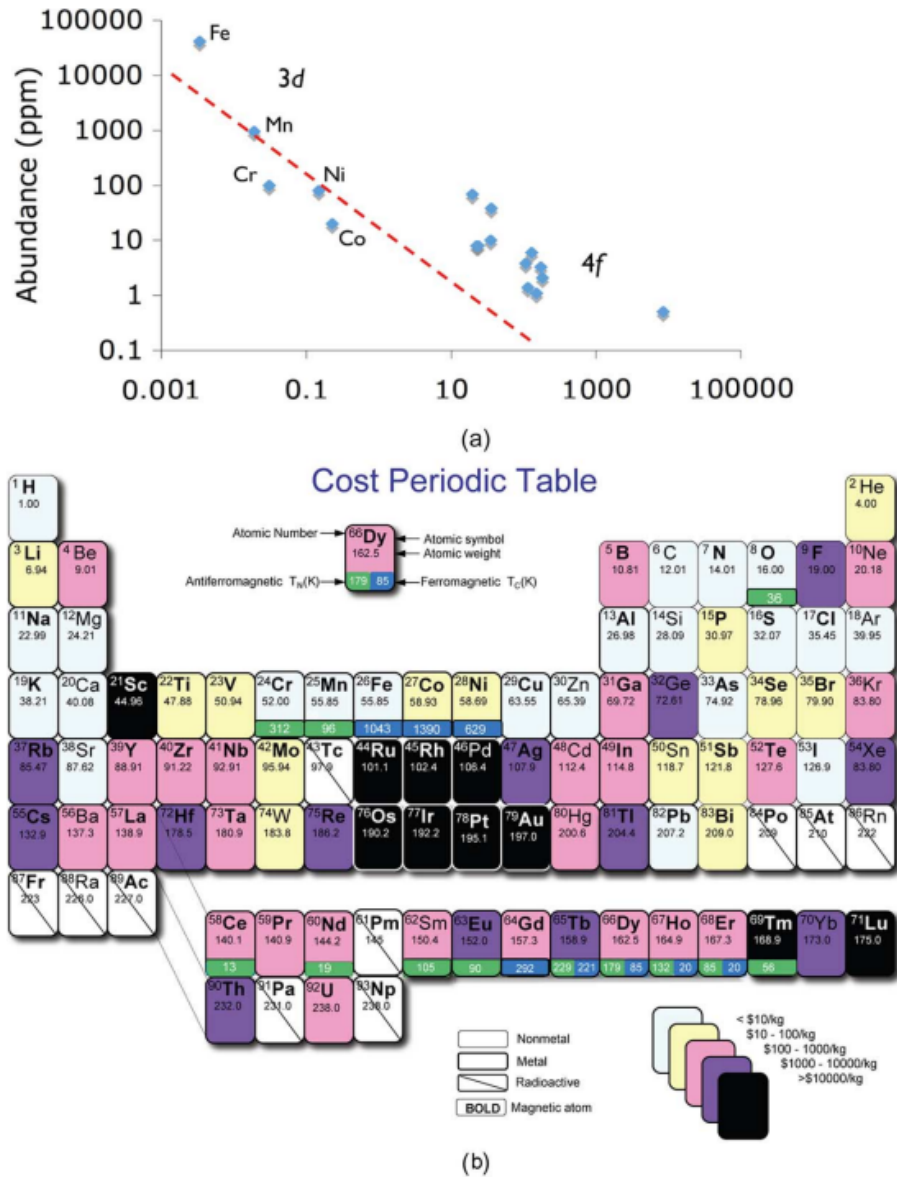 100000
10000
1000
100
10
1
0.1
Abundance (ppm)
Fe
3d
Mn
Cr
Ni
Co
4f
0.001 0.1 10 1000 100000
(a)
Cost Periodic Table
1 H 1.00
2 He 4.00
Atomic Number
66 Dy
162.5
179 85
Atomic symbol
Atomic weight
Antiferromagnetic TN(K)
Ferromagnetic TC(K)
3 Li 6.94
4 Be 9.01
5 B 10.81
6 C 12.01
7 N 14.01
8 O 16.00 36
9 F 19.00
10 Ne 20.18
11 Na 22.99
12 Mg 24.21
13 Al 26.98
14 Si 28.09
15 P 30.97
16 S 32.07
17 Cl 35.45
18 Ar 39.95
19 K 38.21
20 Ca 40.08
21 Sc 44.96
22 Ti 47.88
23 V 50.94
24 Cr 52.00 312
25 Mn 55.85 96
26 Fe 55.85 1043
27 Co 58.93 1390
28 Ni 58.69 629
29 Cu 63.55
30 Zn 65.39
31 Ga 69.72
32 Ge 72.61
33 As 74.92
34 Se 78.96
35 Br 79.90
36 Kr 83.80
37 Rb 85.47
38 Sr 87.62
39 Y 88.91
40 Zr 91.22
41 Nb 92.91
42 Mo 95.94
43 Tc 97.9
44 Ru 101.1
45 Rh 102.4
46 Pd 106.4
47 Ag 107.9
48 Cd 112.4
49 In 114.8
50 Sn 118.7
51 Sb 121.8
52 Te 127.6
53 I 126.9
54 Xe 83.80
55 Cs 132.9
56 Ba 137.3
57 La 138.9
72 Hf 178.5
73 Ta 180.9
74 W 183.8
75 Re 186.2
76 Os 190.2
77 Ir 192.2
78 Pt 195.1
79 Au 197.0
80 Hg 200.6
81 Tl 204.4
82 Pb 207.2
83 Bi 209.0
84 Po 209
85 At 210
86 Rn 222
87 Fr 223
88 Ra 226.0
89 Ac 227.0
58 Ce 140.1 13
59 Pr 140.9
60 Nd 144.2 19
61 Pm 145
62 Sm 150.4 105
63 Eu 152.0 90
64 Gd 157.3 292
65 Tb 158.9 229 221
66 Dy 162.5 179 85
67 Ho 164.9 132 20
68 Er 167.3 85 20
69 Tm 168.9 56
70 Yb 173.0
71 Lu 175.0
90 Th 232.0
91 Pa 231.0
92 U 238.0
93 Np 238.0
Nonmetal
Metal
Radioactive
BOLD Magnetic atom
< $10/kg
$10 - 100/kg
$100 - 1000/kg
$1000 - 10000/kg
>$10000/kg
(b)